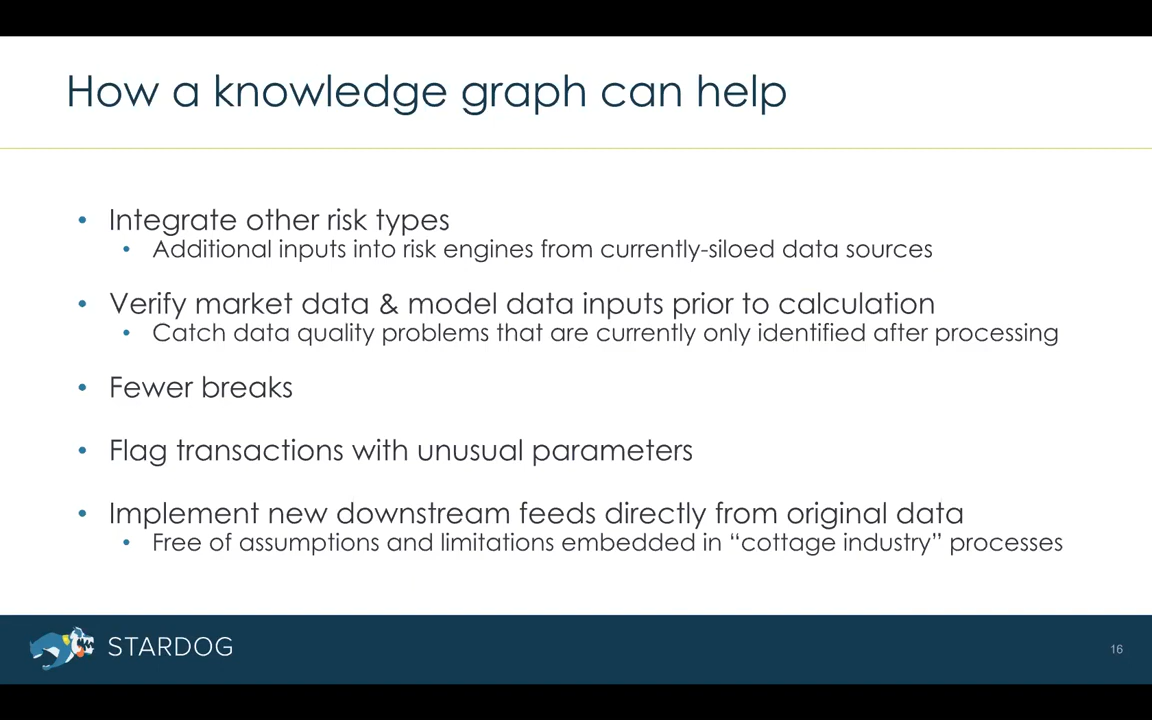 How a knowledge graph can help
• Integrate other risk types
• Additional inputs into risk engines from currently-siloed data sources
• Verify market data & model data inputs prior to calculation
• Catch data quality problems that are currently only identified after processing
• Fewer breaks
• Flag transactions with unusual parameters
• Implement new downstream feeds directly from original data
• Free of assumptions and limitations embedded in “cottage industry” processes
STARDOG
16